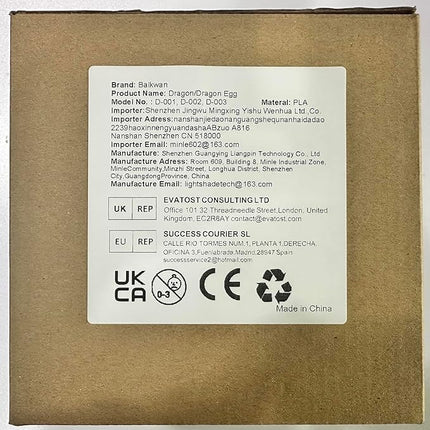 Brand: Baikwan
Product Name: Dragon/Dragon Egg
Model No. : D-001, D-002, D-003 Materal: PLA
Importer:Shenzhen Jingwu Mingxing Yishu Wenhua Ltd.,Co.
Importer Adress:nanshanjiedaonanguangshequnanhaidadao
2239haoxinnengyuandashaABzuo A816
Nanshan Shenzhen CN 518000
Importer Email: minle602@163.com
Manufacture: Shenzhen Guangying Liangpin Technology Co., Ltd
Manufacture Adress: Room 609, Building 8, Minle Industrial Zone,
MinleCommunity,Minzhi Street, Longhua District, Shenzhen
City,GuangdongProvince, China.
Manufacture Email: lightshadetech@163.com
UK REP
EVATOST CONSULTING LTD
Office 101 32 Threadneedle Street,London, United
Kingdom, EC2R6AY contact@evatost.com
EU REP
SUCCESS COURIER SL
CALLE RIO TORMES NUM.1, PLANTA 1,DERECHA,
OFICINA 3,Fuenlabrade,Madrid,28947 Spain
successservice2@hotmail.com
UK
CA
0-3
CE
Made in China